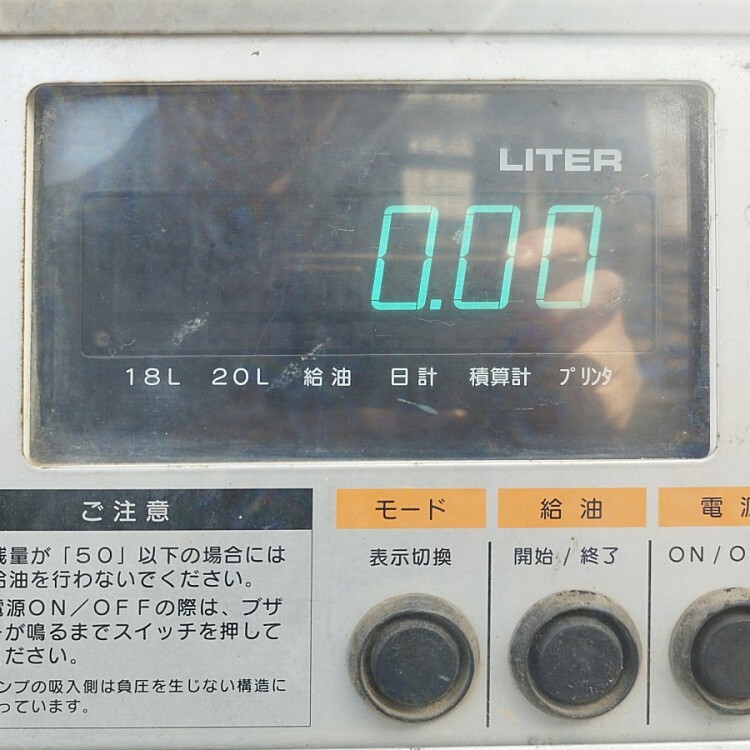 LITER
0.00
18L 20L 給油 日計 積算計 プリンタ
ご注意
残量が「50」以下の場合には
給油を行わないでください。
電源ON／OFFの際は、ブザ
ーが鳴るまでスイッチを押して
ください。
ンプの吸入側は負圧を生じない構造に
っています。
モード 給油 電源
表示切換 開始/終了 ON/O